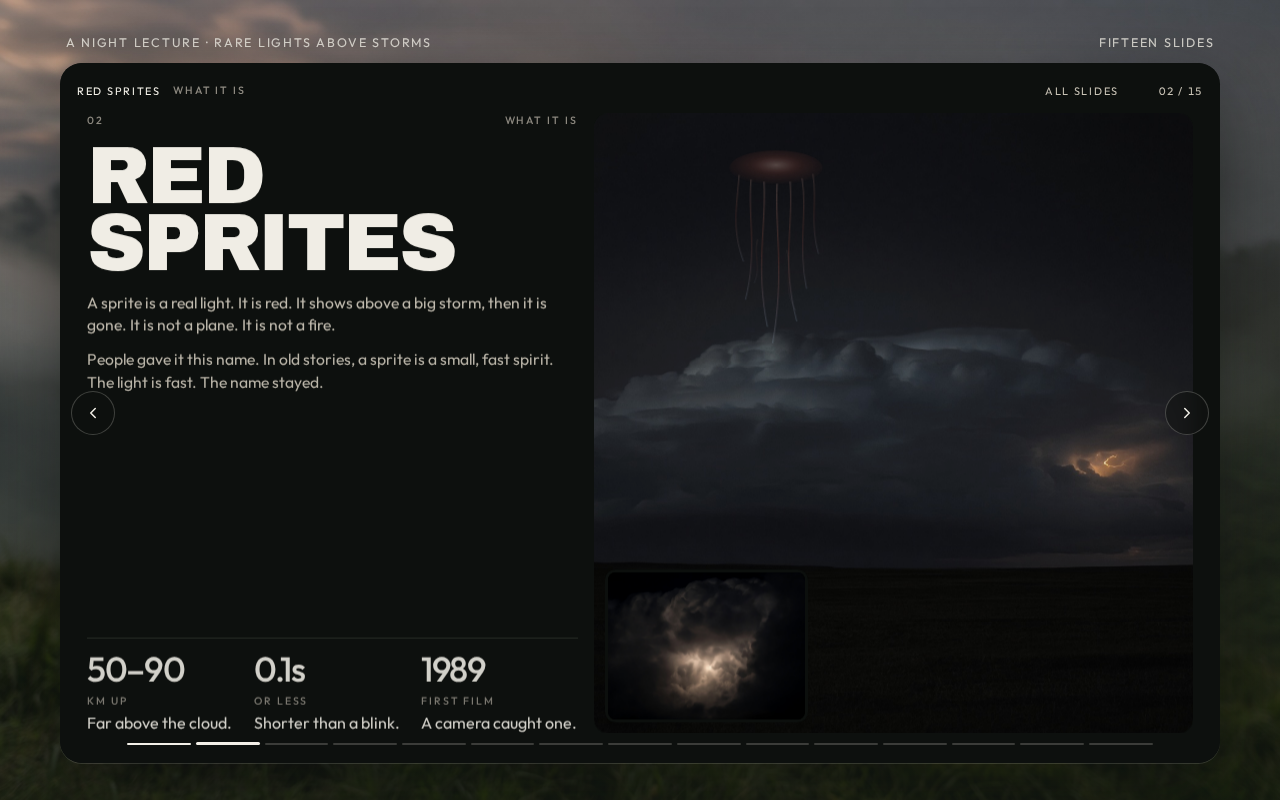 A NIGHT LECTURE · RARE LIGHTS ABOVE STORMS
FIFTEEN SLIDES
RED SPRITES WHAT IT IS
ALL SLIDES 02 / 15
02 WHAT IT IS
RED
SPRITES
A sprite is a real light. It is red. It shows above a big storm, then it is
gone. It is not a plane. It is not a fire.
People gave it this name. In old stories, a sprite is a small, fast spirit.
The light is fast. The name stayed.
50–90
KM UP
Far above the cloud.
0.1s
OR LESS
Shorter than a blink.
1989
FIRST FILM
A camera caught one.